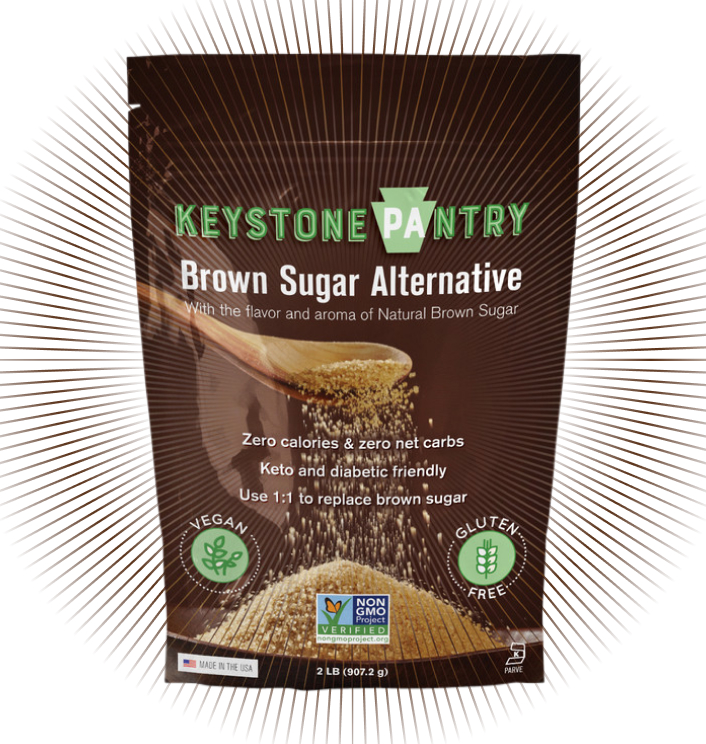 KEYSTONE PANTRY
Brown Sugar Alternative
With the flavor and aroma of Natural Brown Sugar
Zero calories & zero net carbs
Keto and diabetic friendly
Use 1:1 to replace brown sugar
VEGAN
GLUTEN
FREE
NON
GMO
Project
VERIFIED
nongmoproject.org
MADE IN THE USA
2 LB (907.2 g)
K
PARVE